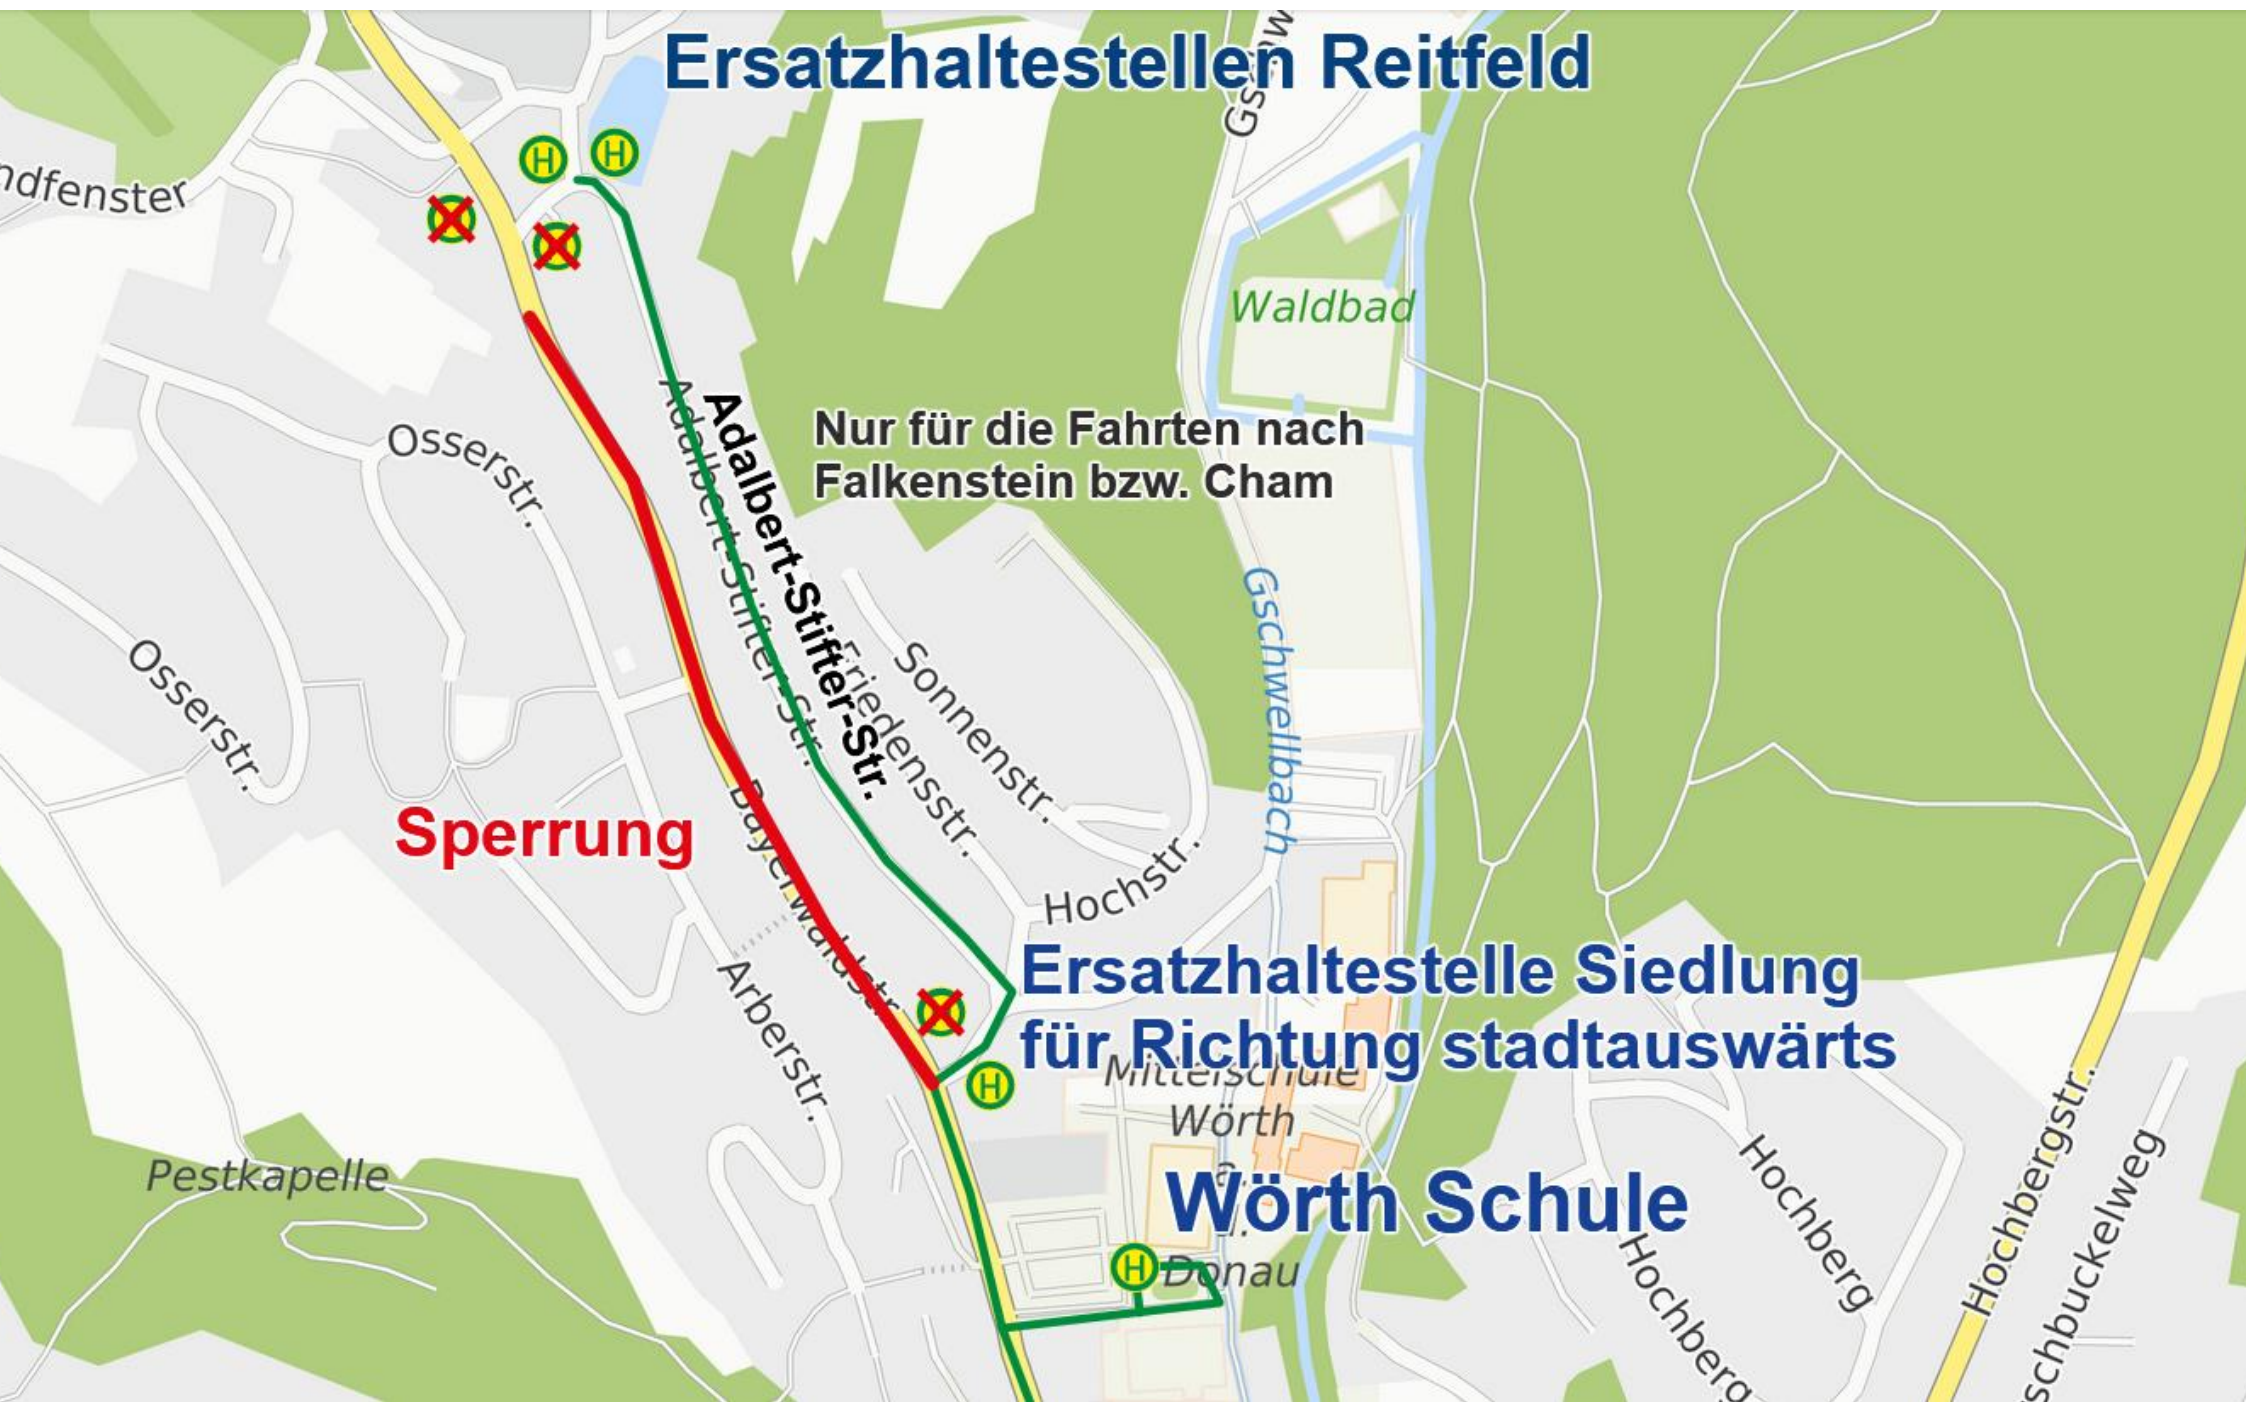 Ersatzhaltestellen Reitfeld
Gschw
ndfenster
H
H
Waldbad
Osserstr.
Adalbert-Stifter-Str.
Adalbert-Stifter-Str.
Nur für die Fahrten nach
Falkenstein bzw. Cham
Gschwellbach
Osserstr.
Friedensstr.
Sonnenstr.
Sperrung
Bayerwaldstr.
Hochstr.
Arberstr.
Ersatzhaltestelle Siedlung
für Richtung stadtauswärts
H
Mittelschule
Wörth
a.
d.
Donau
Wörth Schule
H
Pestkapelle
Hochberg
Hochberg
Hochbergstr.
schbuckelweg